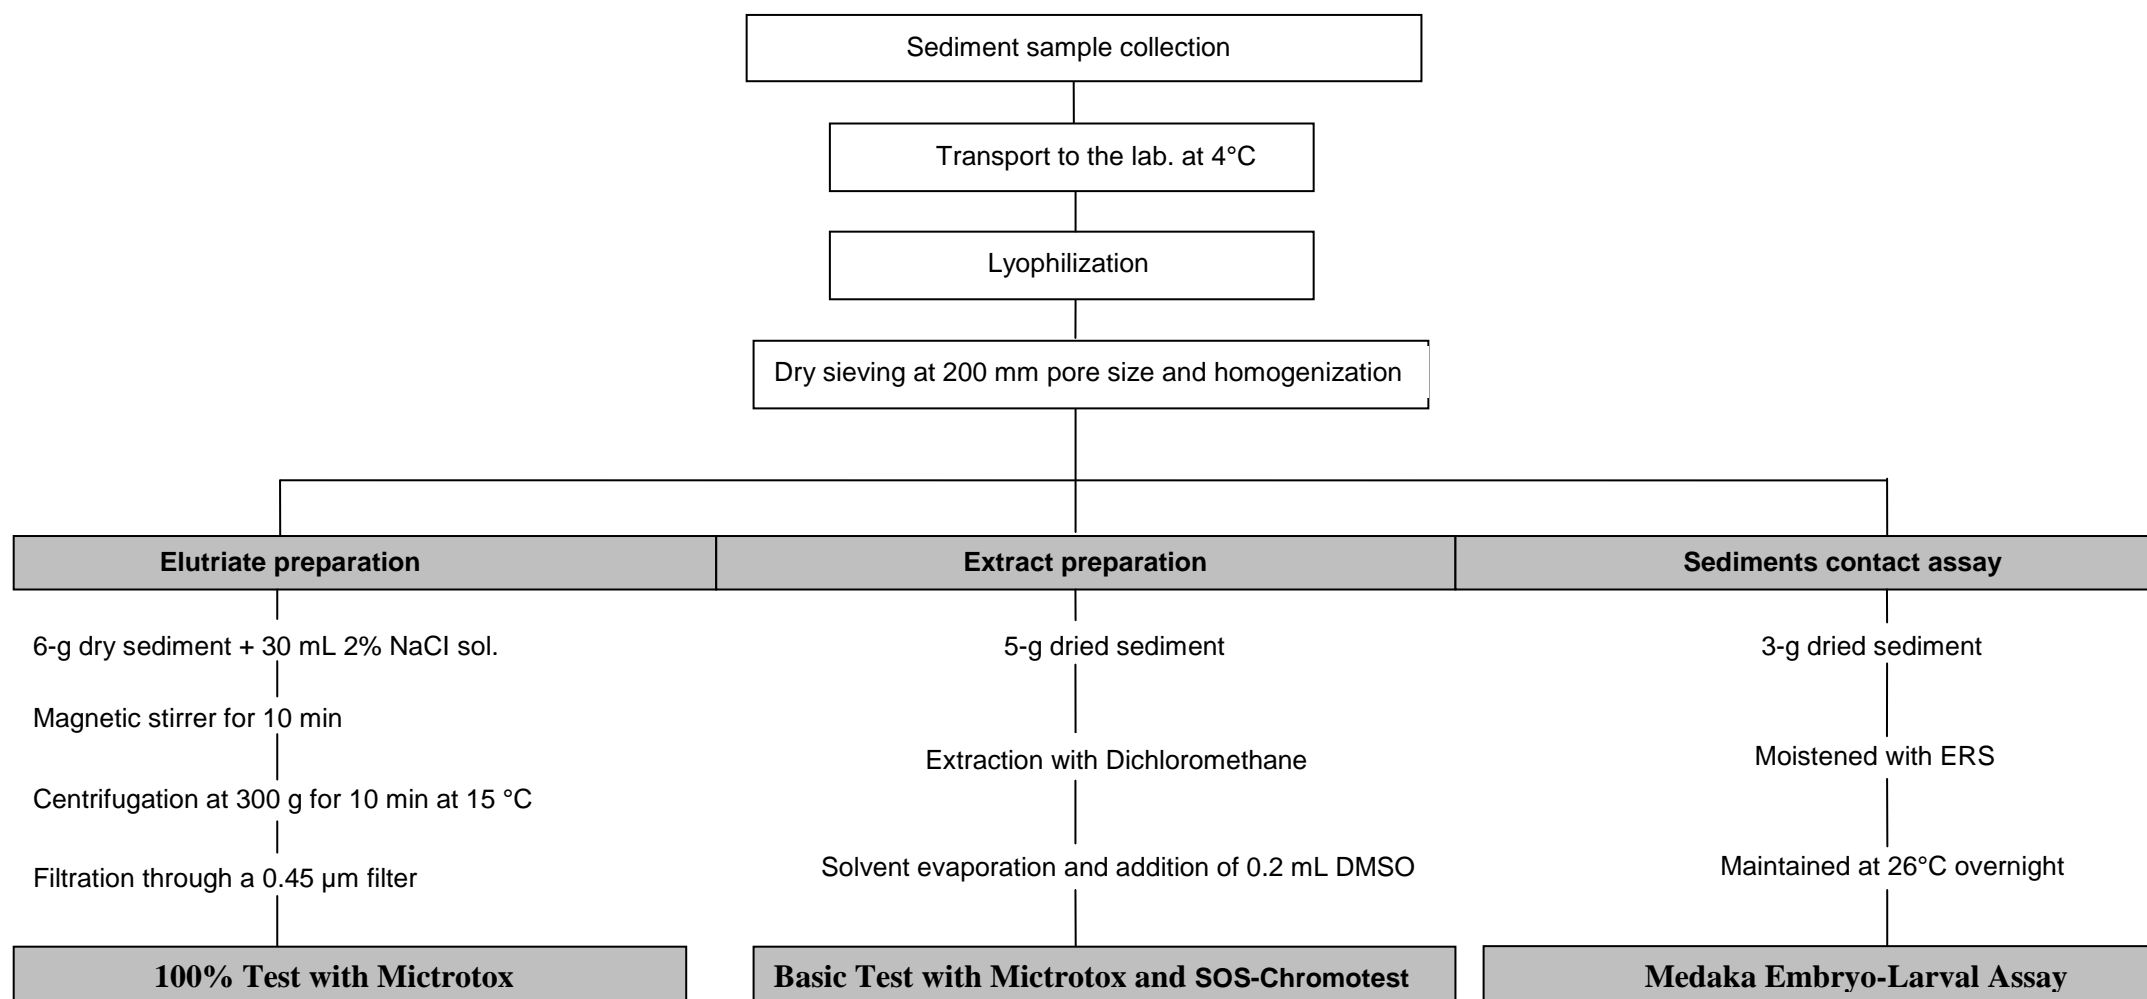 Sediment sample collection
Transport to the lab. at 4°C
Lyophilization
Dry sieving at 200 mm pore size and homogenization
Elutriate preparation
Extract preparation
Sediments contact assay
6-g dry sediment + 30 mL 2% NaCl sol.
Magnetic stirrer for 10 min
Centrifugation at 300 g for 10 min at 15 °C
Filtration through a 0.45 µm filter
5-g dried sediment
Extraction with Dichloromethane
Solvent evaporation and addition of 0.2 mL DMSO
3-g dried sediment
Moistened with ERS
Maintained at 26°C overnight
100% Test with Mictrotox
Basic Test with Mictrotox and SOS-Chromotest
Medaka Embryo-Larval Assay